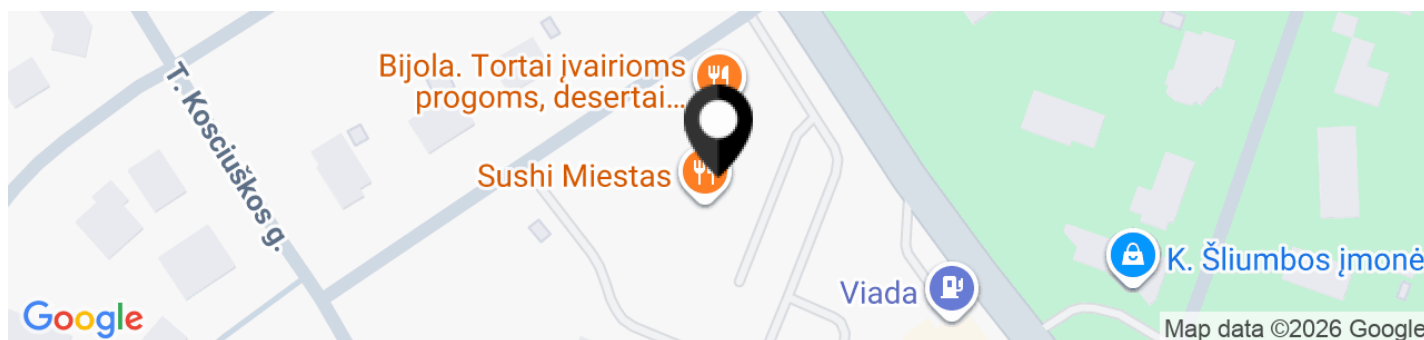 Bijola. Tortai įvairioms
progoms, desertai...
T. Kosciuškos g.
Sushi Miestas
K. Šliumbos įmonė
Viada
Google
Map data ©2026 Google